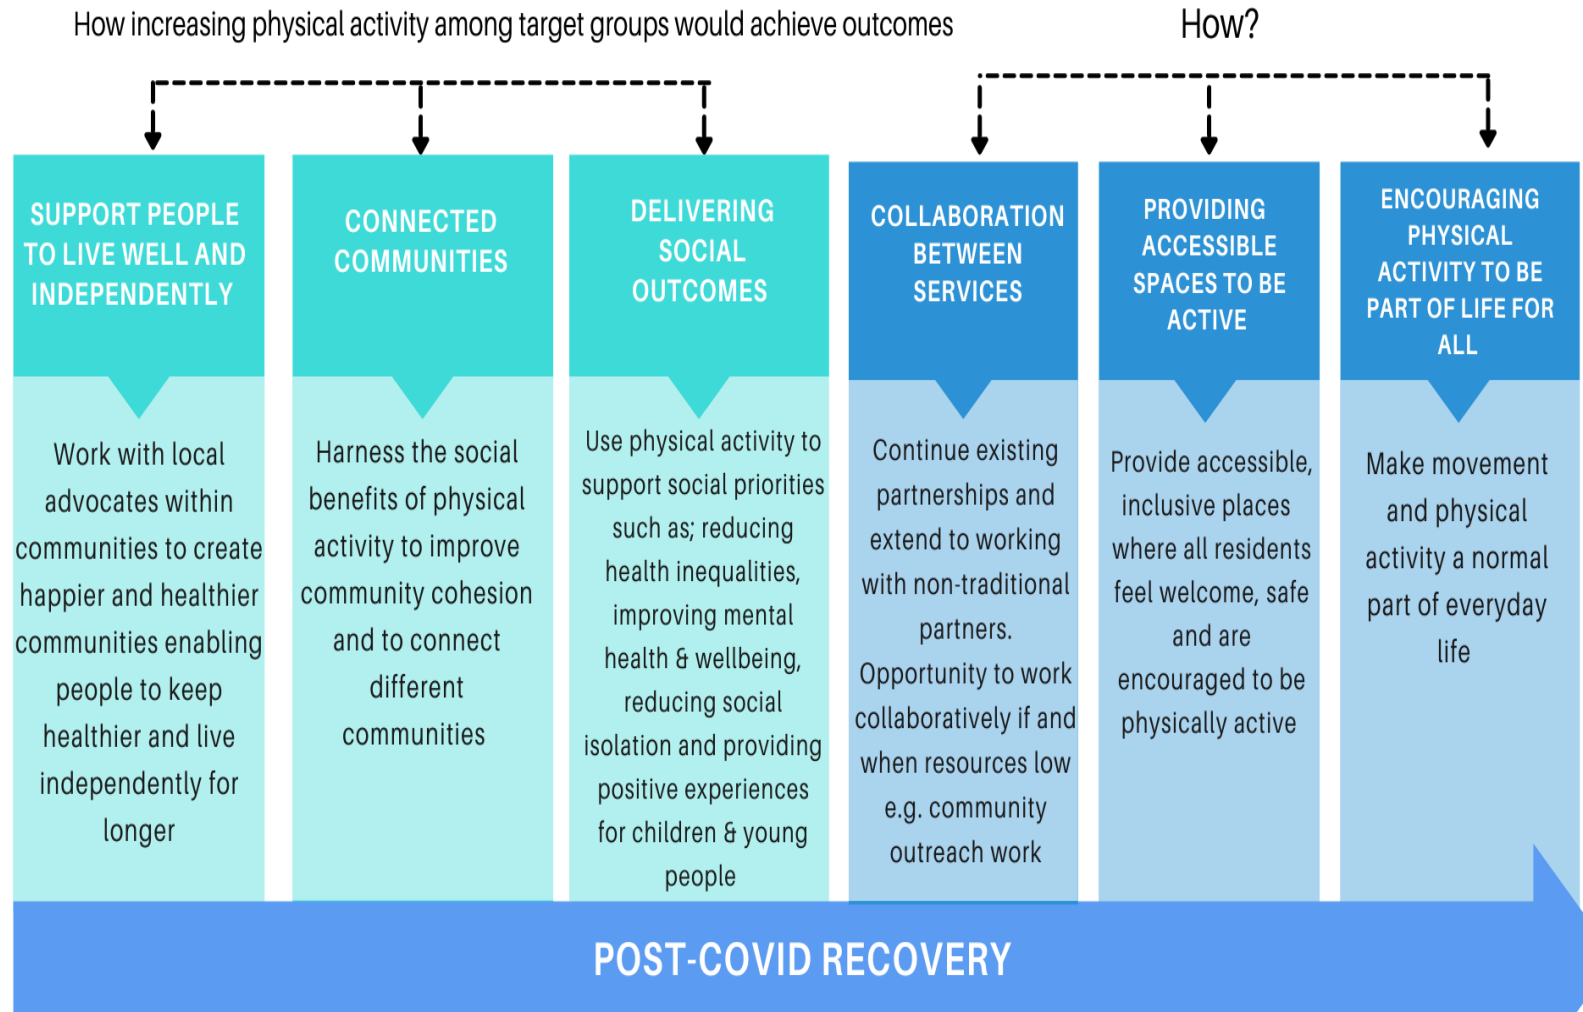 How increasing physical activity among target groups would achieve outcomes
How?
SUPPORT PEOPLE
TO LIVE WELL AND
INDEPENDENTLY
Work with local
advocates within
communities to create
happier and healthier
communities enabling
people to keep
healthier and live
independently for
longer
CONNECTED
COMMUNITIES
Harness the social
benefits of physical
activity to improve
community cohesion
and to connect
different
communities
DELIVERING
SOCIAL
OUTCOMES
Use physical activity to
support social priorities
such as; reducing
health inequalities,
improving mental
health & wellbeing,
reducing social
isolation and providing
positive experiences
for children & young
people
COLLABORATION
BETWEEN
SERVICES
Continue existing
partnerships and
extend to working
with non-traditional
partners.
Opportunity to work
collaboratively if and
when resources low
e.g. community
outreach work
PROVIDING
ACCESSIBLE
SPACES TO BE
ACTIVE
Provide accessible,
inclusive places
where all residents
feel welcome, safe
and are
encouraged to be
physically active
ENCOURAGING
PHYSICAL
ACTIVITY TO BE
PART OF LIFE FOR
ALL
Make movement
and physical
activity a normal
part of everyday
life
POST-COVID RECOVERY